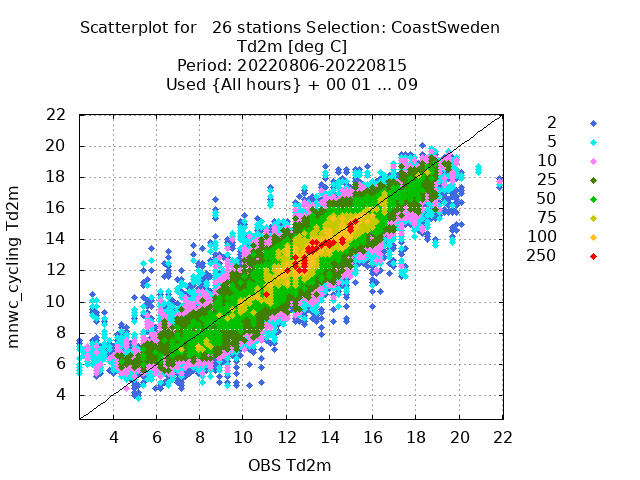 Scatterplot for   26 stations Selection: CoastSweden
Td2m [deg C]
Period: 20220806-20220815
Used {All hours} + 00 01 ... 09
22
20
18
16
14
12
10
8
6
4
mnwc_cycling Td2m
4 6 8 10 12 14 16 18 20 22
OBS Td2m
2
5
10
25
50
75
100
250